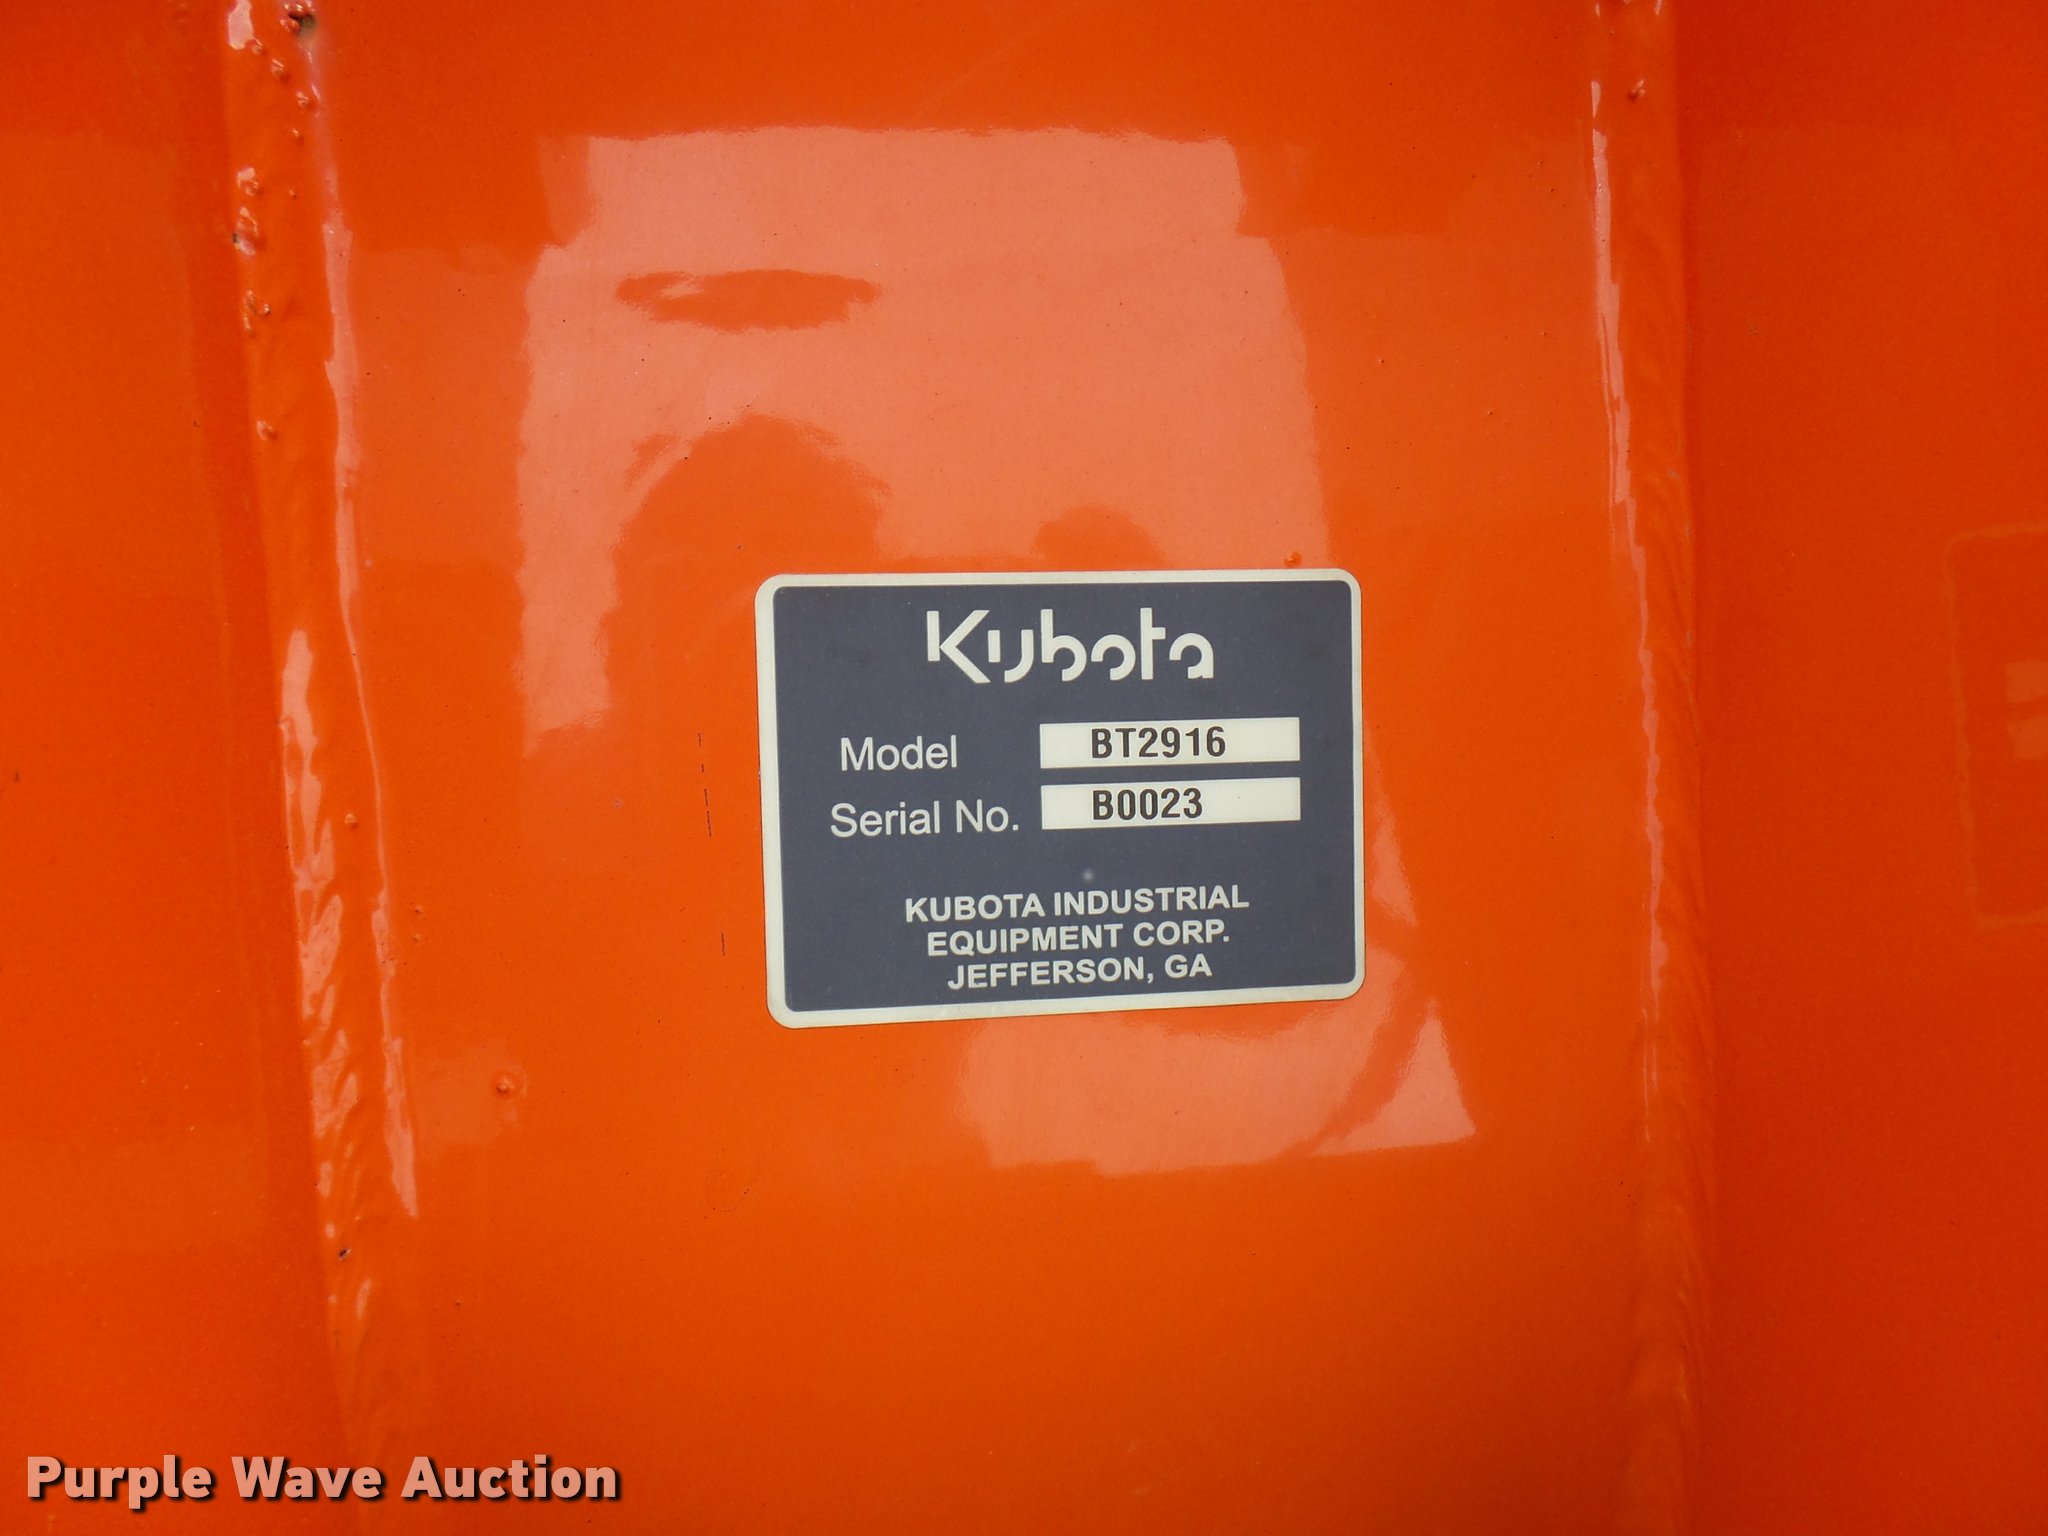 Kubota
Model BT2916
Serial No. B0023
KUBOTA INDUSTRIAL
EQUIPMENT CORP.
JEFFERSON, GA
Purple Wave Auction